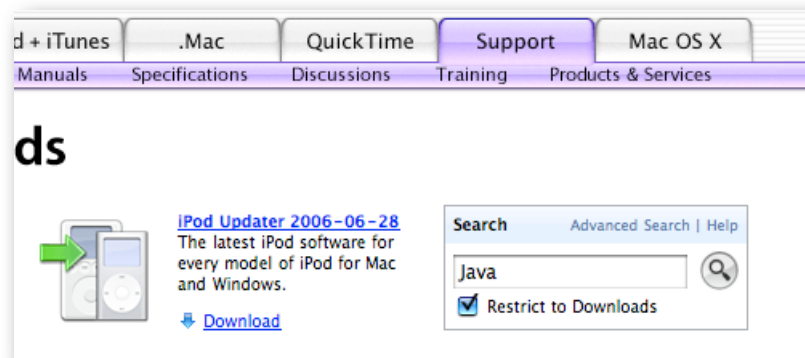 d + iTunes .Mac QuickTime Support Mac OS X
Manuals Specifications Discussions Training Products & Services
ds
iPod Updater 2006-06-28
The latest iPod software for
every model of iPod for Mac
and Windows.
Download
Search Advanced Search | Help
Java
Restrict to Downloads